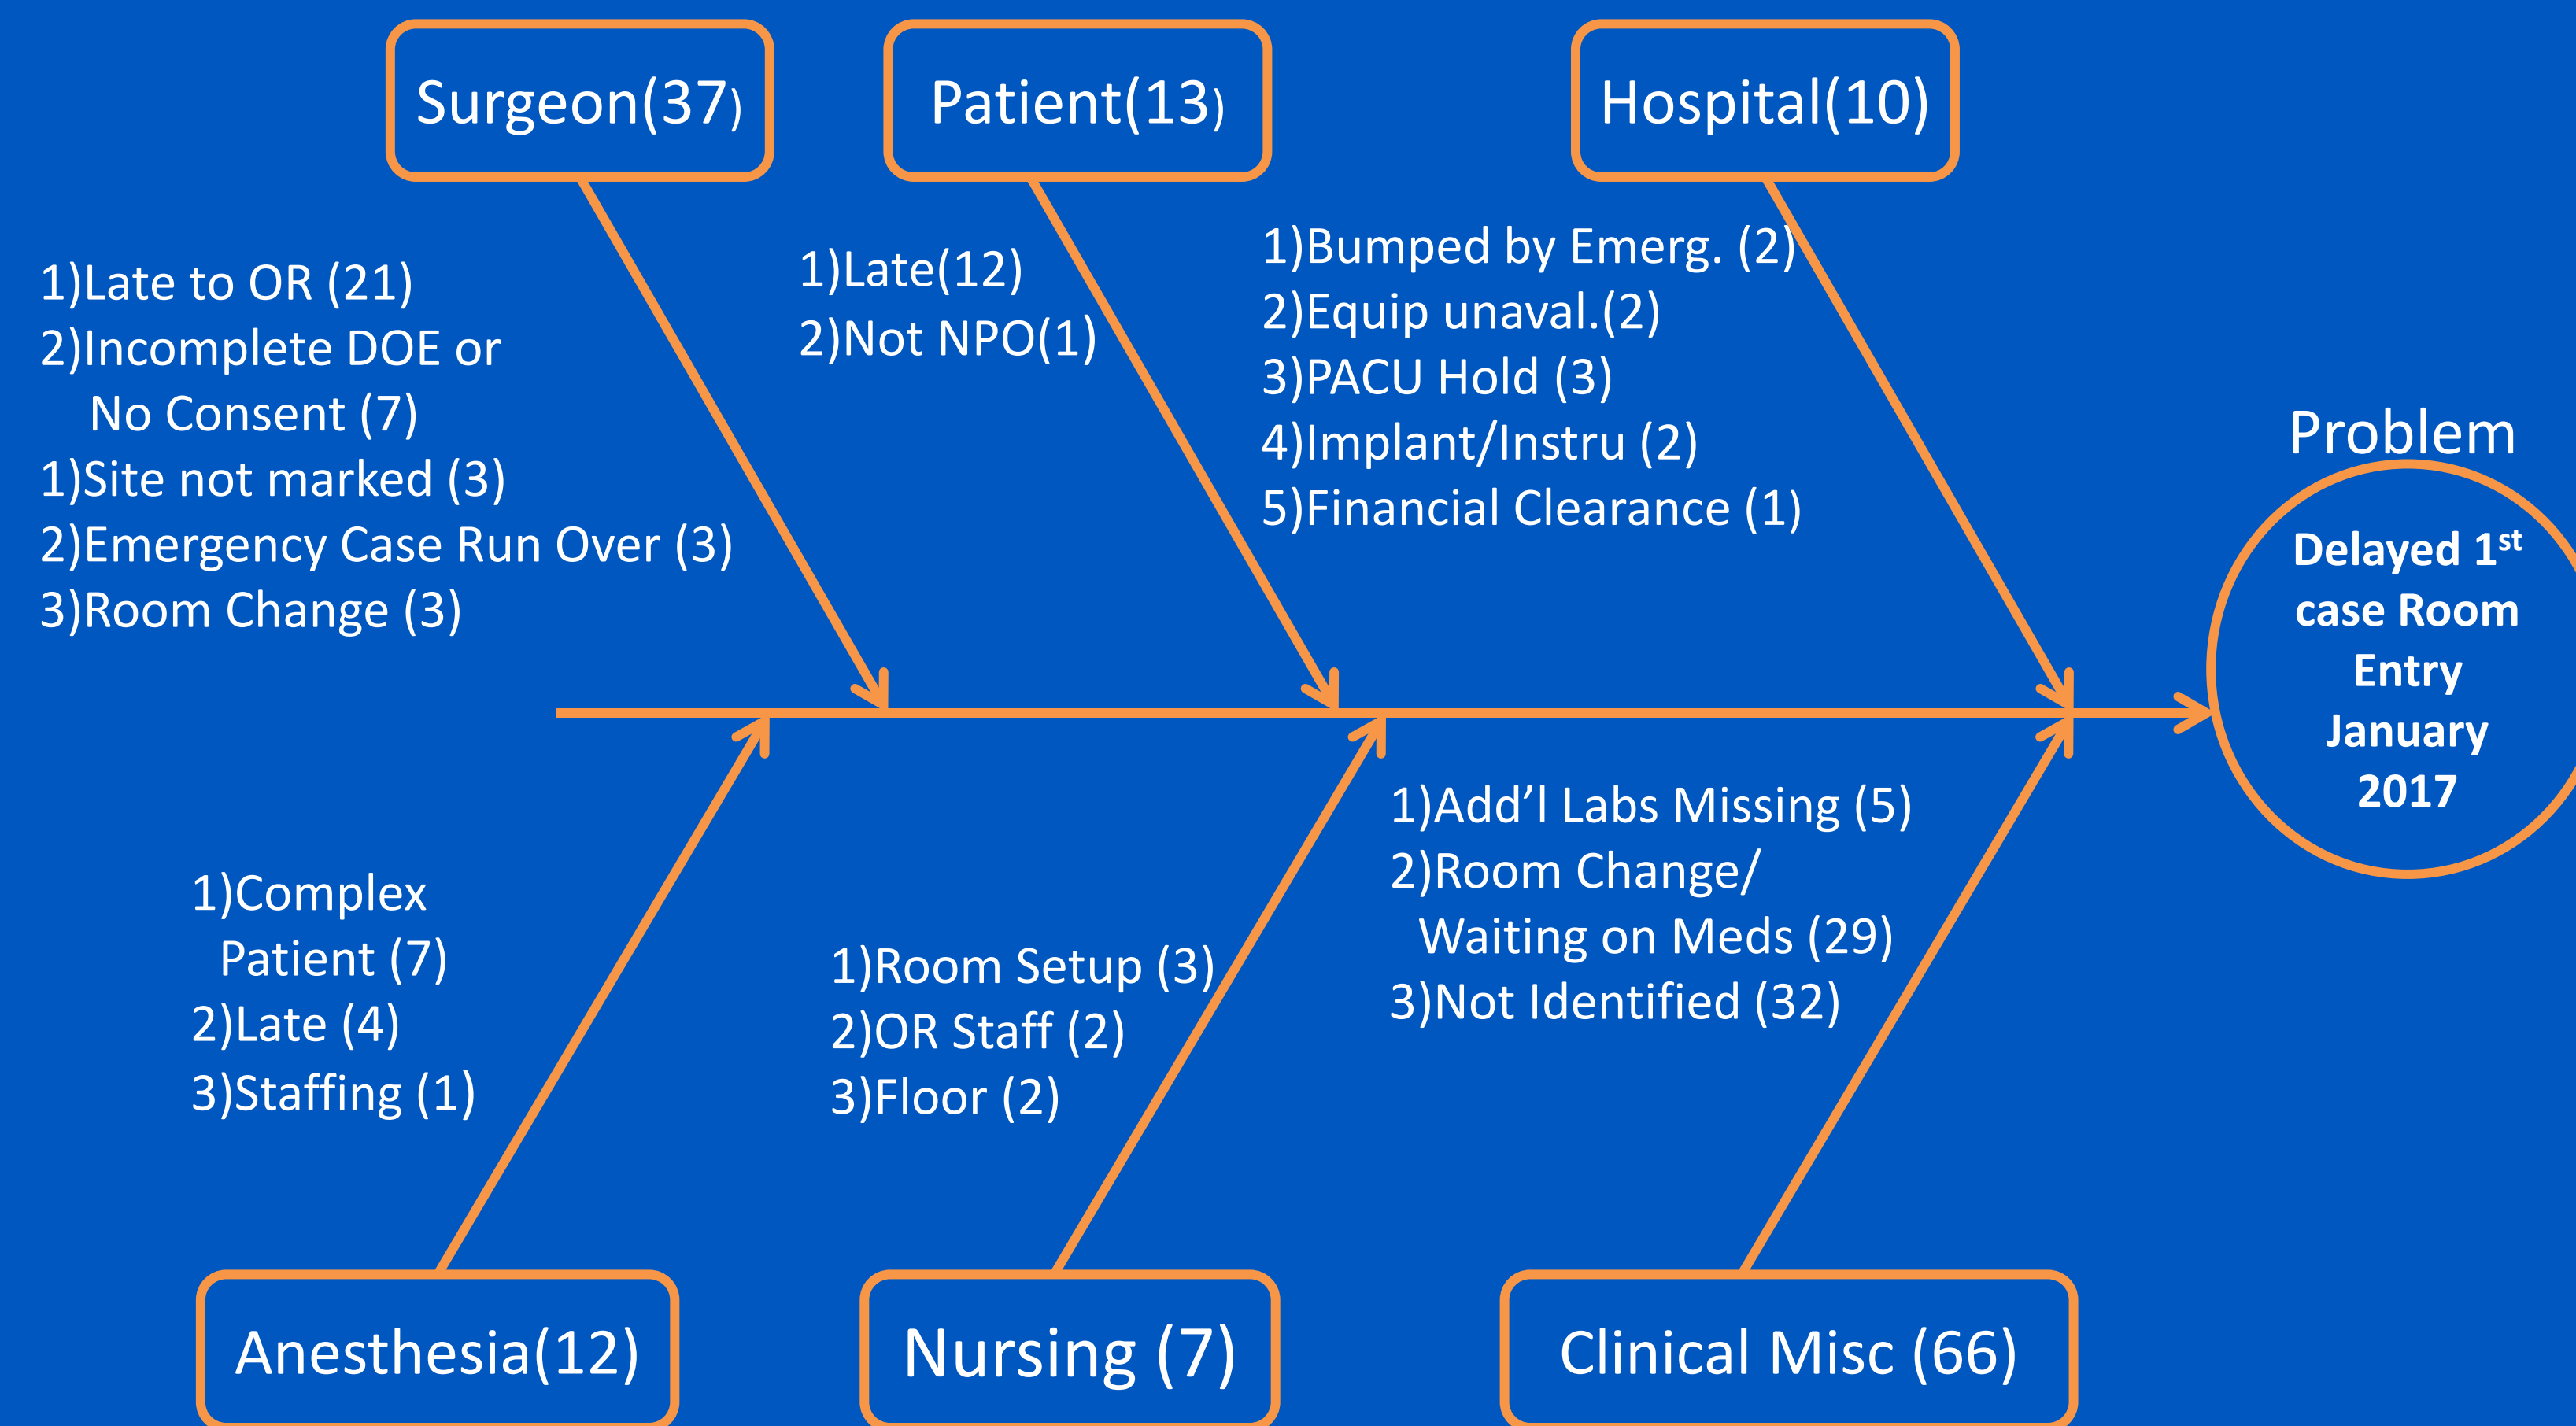 Surgeon(37)
Patient(13)
Hospital(10)
1)Late to OR (21)
2)Incomplete DOE or
No Consent (7)
1)Site not marked (3)
2)Emergency Case Run Over (3)
3)Room Change (3)
1)Late(12)
2)Not NPO(1)
1)Bumped by Emerg. (2)
2)Equip unaval.(2)
3)PACU Hold (3)
4)Implant/Instru (2)
5)Financial Clearance (1)
Problem
Delayed 1st
case Room
Entry
January
2017
1)Complex
Patient (7)
2)Late (4)
3)Staffing (1)
1)Room Setup (3)
2)OR Staff (2)
3)Floor (2)
1)Add’l Labs Missing (5)
2)Room Change/
Waiting on Meds (29)
3)Not Identified (32)
Anesthesia(12)
Nursing (7)
Clinical Misc (66)